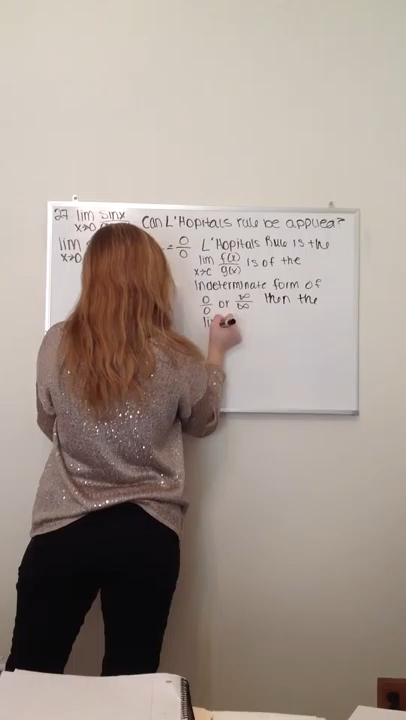 27 lim sinx Can L'Hopitals rule be applied?
x→0
lim = 0/0 L'Hopitals Rule is the
x→0 lim f(x)/g(x) is of the
x→c
indeterminate form of
0/0 or ∞/∞ then the